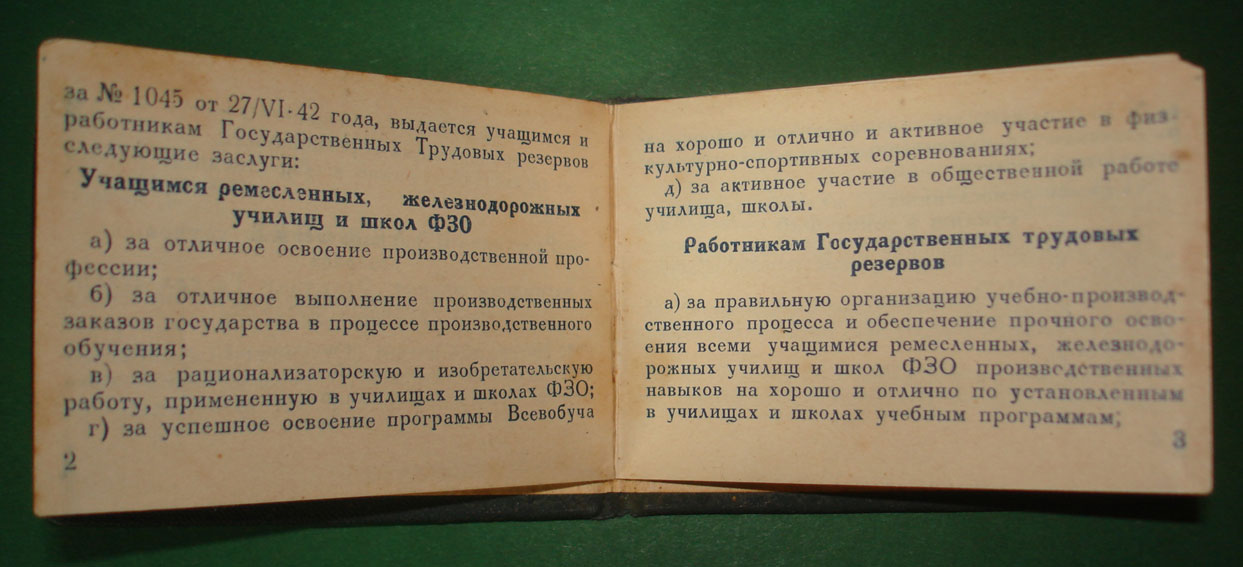 за № 1045 от 27/VI·42 года, выдается учащимся и
работникам Государственных Трудовых резервов
следующие заслуги:
Учащимся ремесленных, железнодорожных
училищ и школ ФЗО
а) за отличное освоение производственной про-
фессии;
б) за отличное выполнение производственных
заказов государства в процессе производственного
обучения;
в) за рационализаторскую и изобретательскую
работу, примененную в училищах и школах ФЗО;
г) за успешное освоение программы Всевобуча
2
на хорошо и отлично и активное участие в физ-
культурно-спортивных соревнованиях;
д) за активное участие в общественной работе
училища, школы.
Работникам Государственных трудовых
резервов
а) за правильную организацию учебно-производ-
ственного процесса и обеспечение прочного осво-
ения всеми учащимися ремесленных, железнодо-
рожных училищ и школ ФЗО производственных
навыков на хорошо и отлично по установленным
в училищах и школах учебным программам;
3